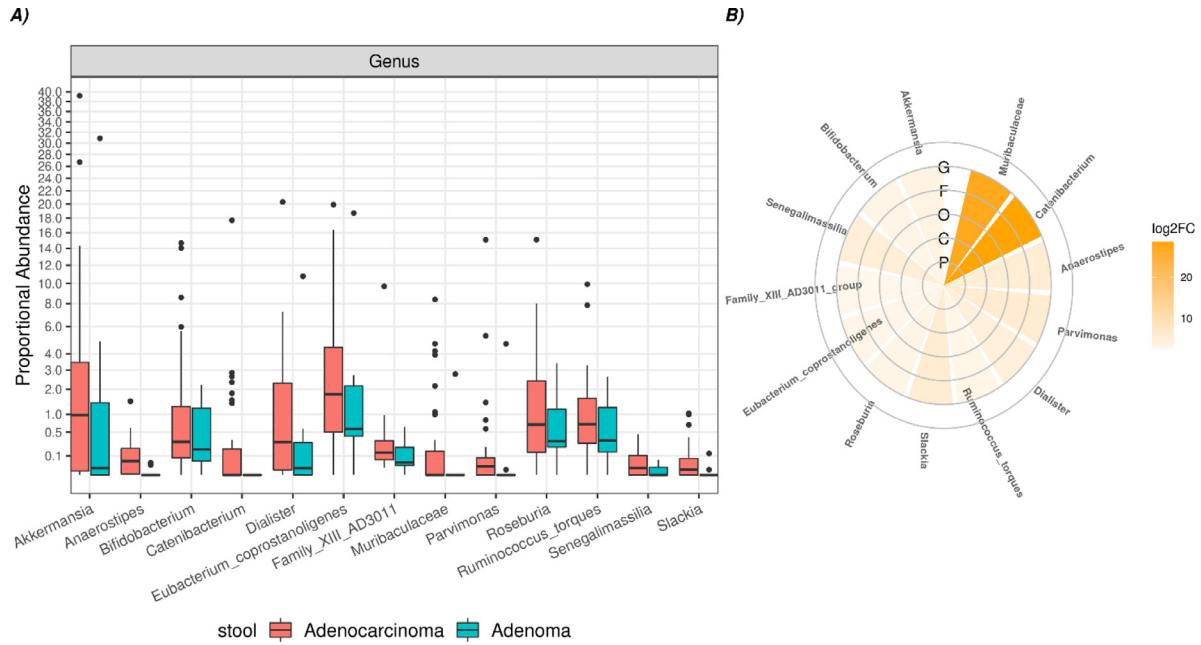 A)
B)
Genus
Proportional Abundance
40.0
38.0
36.0
34.0
32.0
30.0
28.0
26.0
24.0
22.0
20.0
18.0
16.0
14.0
12.0
10.0
8.0
6.0
4.0
3.0
2.0
1.0
0.5
0.1
Akkermansia
Anaerostipes
Bifidobacterium
Catenibacterium
Dialister
Eubacterium_coprostanoligenes
Family_XIII_AD3011
Muribaculaceae
Parvimonas
Roseburia
Ruminococcus_torques
Senegalimassilia
Slackia
stool Adenocarcinoma Adenoma
Akkermansia
Muribaculaceae
Catenibacterium
Anaerostipes
Parvimonas
Dialister
Ruminococcus_torques
Slackia
Roseburia
Eubacterium_coprostanoligenes
Family_XIII_AD3011_group
Senegalimassilia
Bifidobacterium
G
F
O
C
P
log2FC
20
10